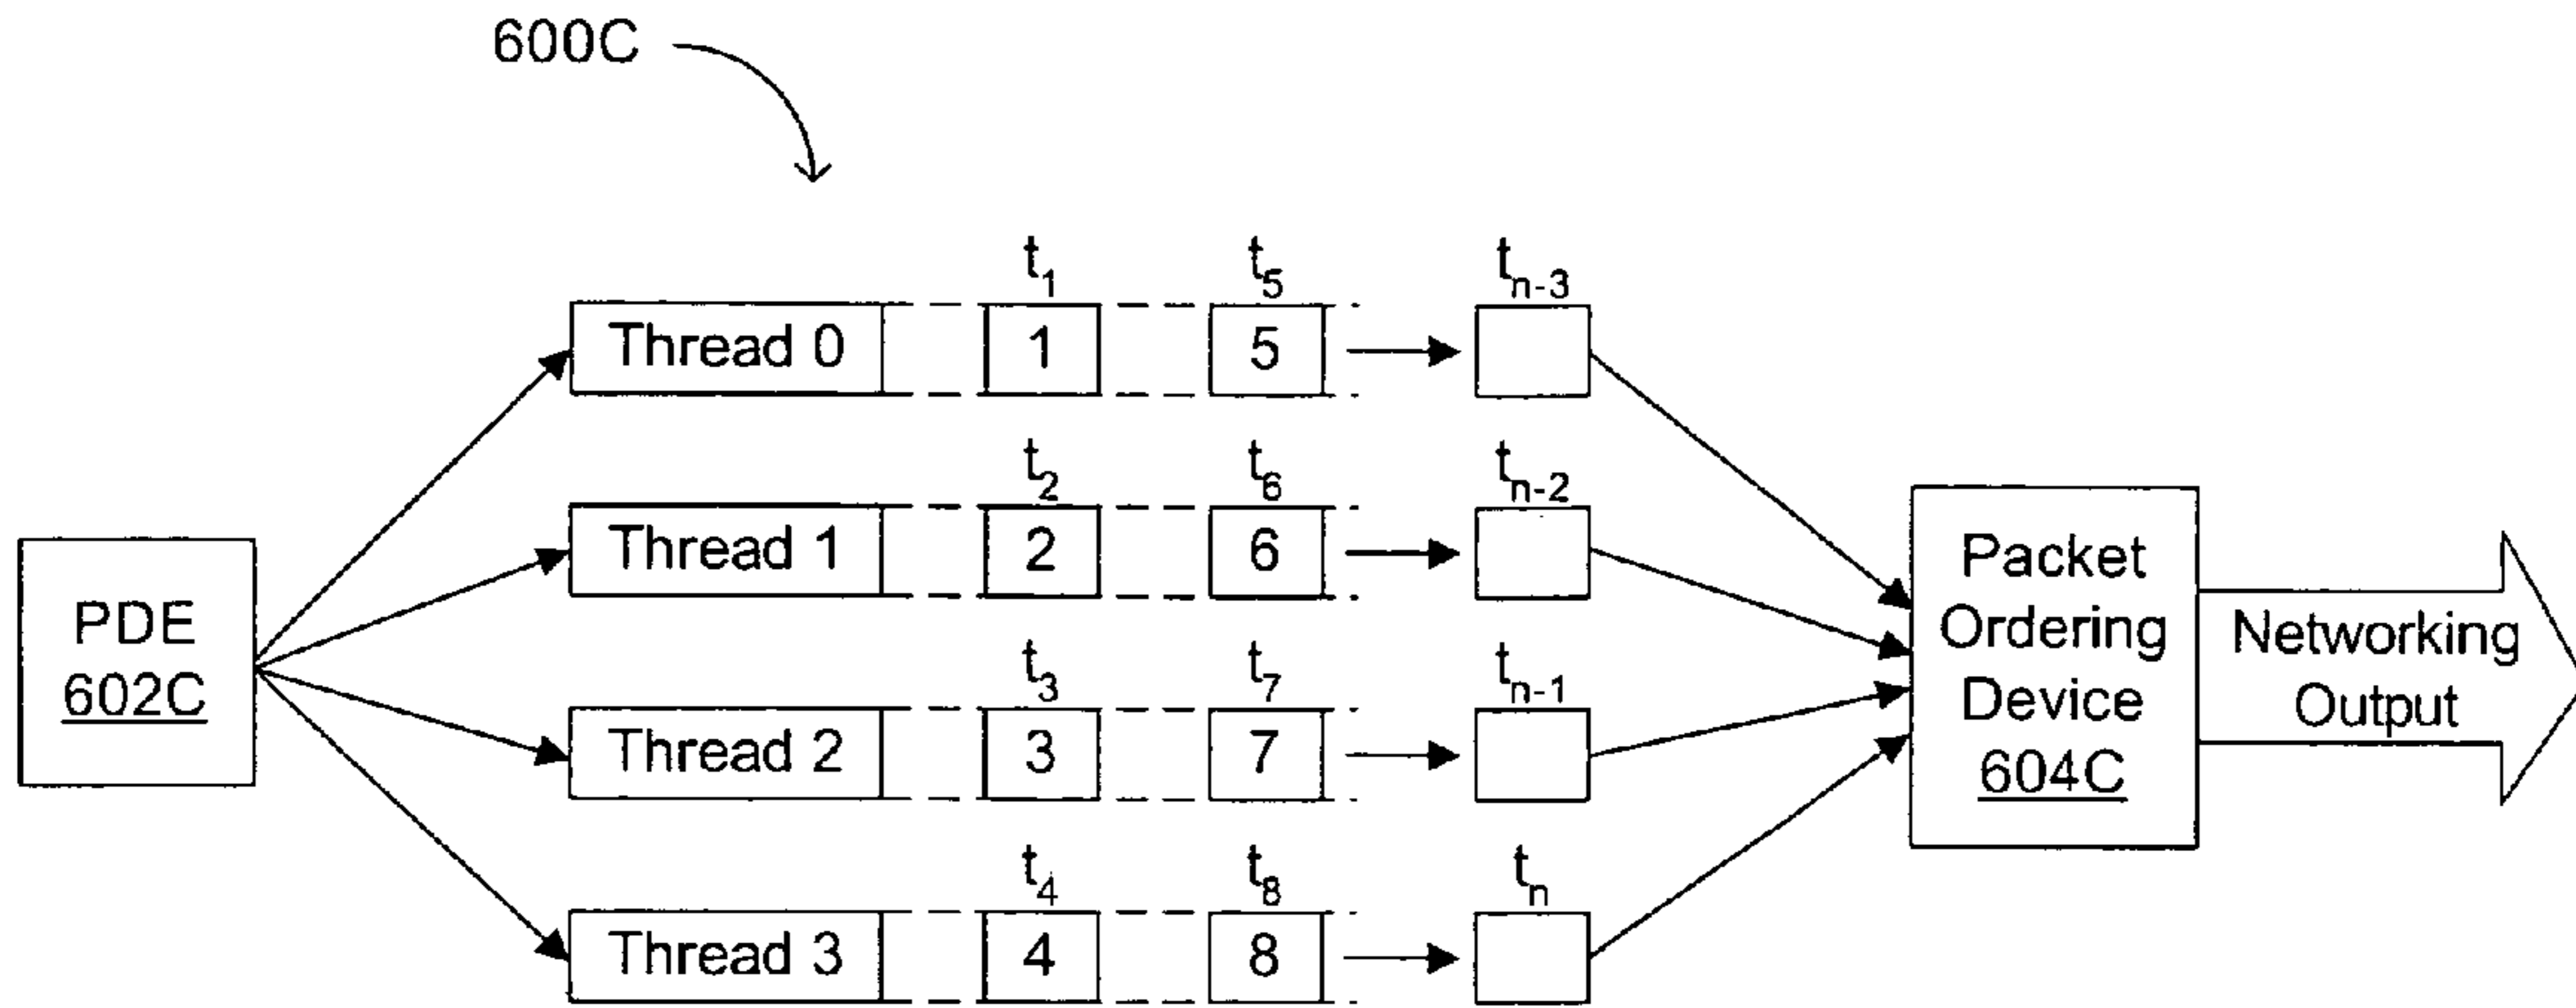 600C
t1 t5 tn-3
Thread 0 1 5
t2 t6 tn-2
Thread 1 2 6
PDE
602C
t3 t7 tn-1
Thread 2 3 7
t4 t8 tn
Thread 3 4 8
Packet
Ordering
Device
604C
Networking
Output